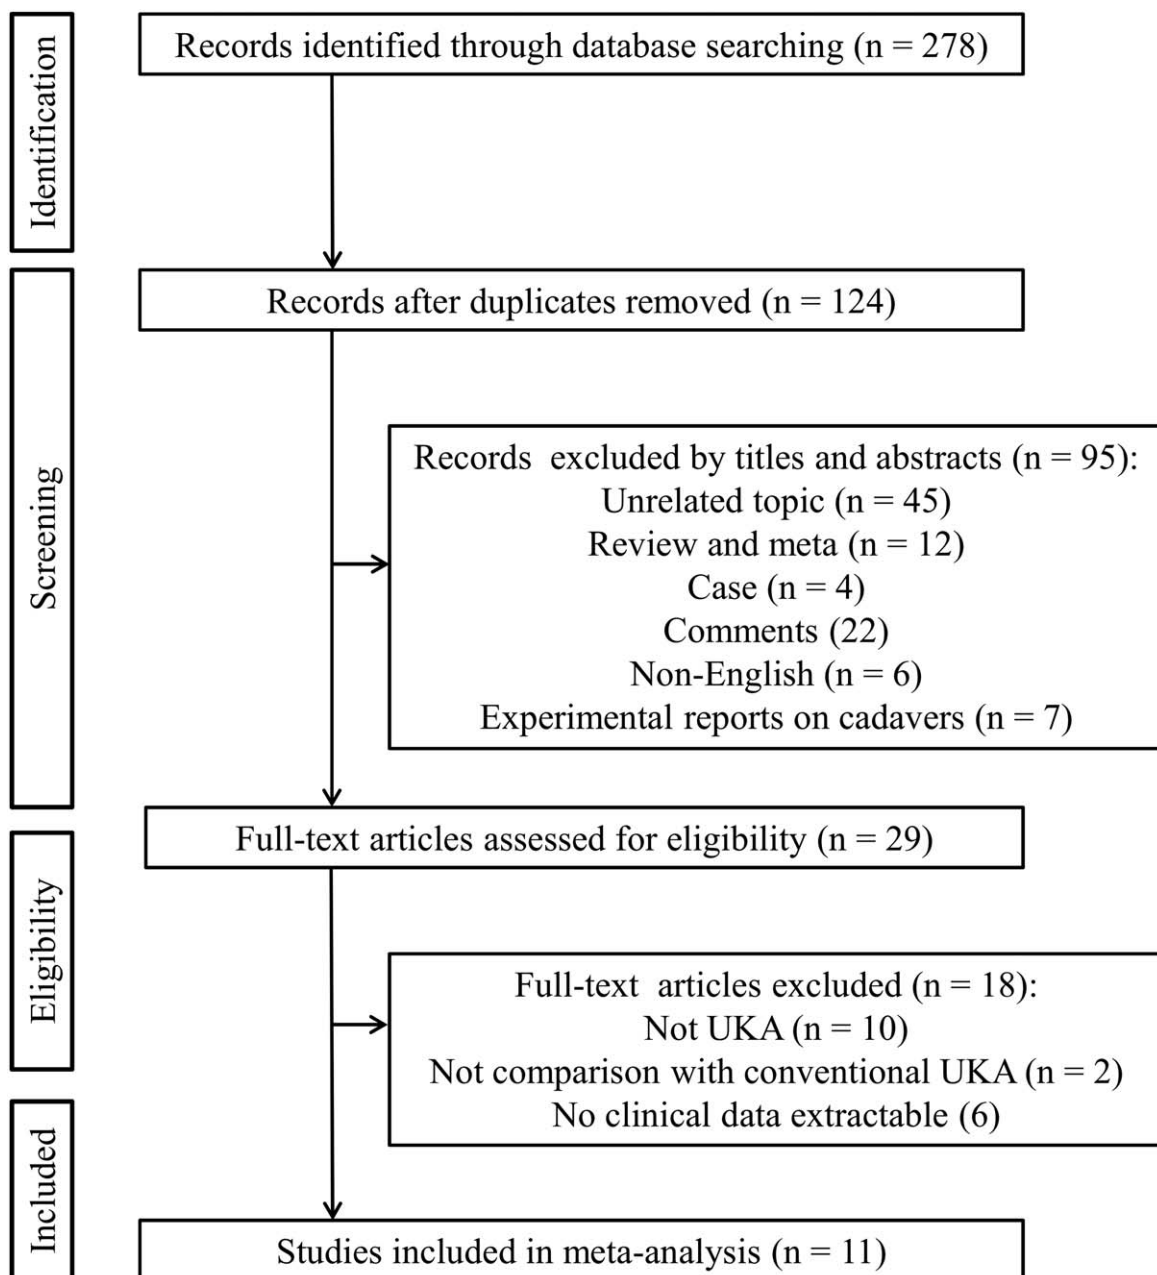 Identification
Records identified through database searching (n = 278)
Screening
Records after duplicates removed (n = 124)
Records excluded by titles and abstracts (n = 95):
Unrelated topic (n = 45)
Review and meta (n = 12)
Case (n = 4)
Comments (22)
Non-English (n = 6)
Experimental reports on cadavers (n = 7)
Eligibility
Full-text articles assessed for eligibility (n = 29)
Full-text articles excluded (n = 18):
Not UKA (n = 10)
Not comparison with conventional UKA (n = 2)
No clinical data extractable (6)
Included
Studies included in meta-analysis (n = 11)